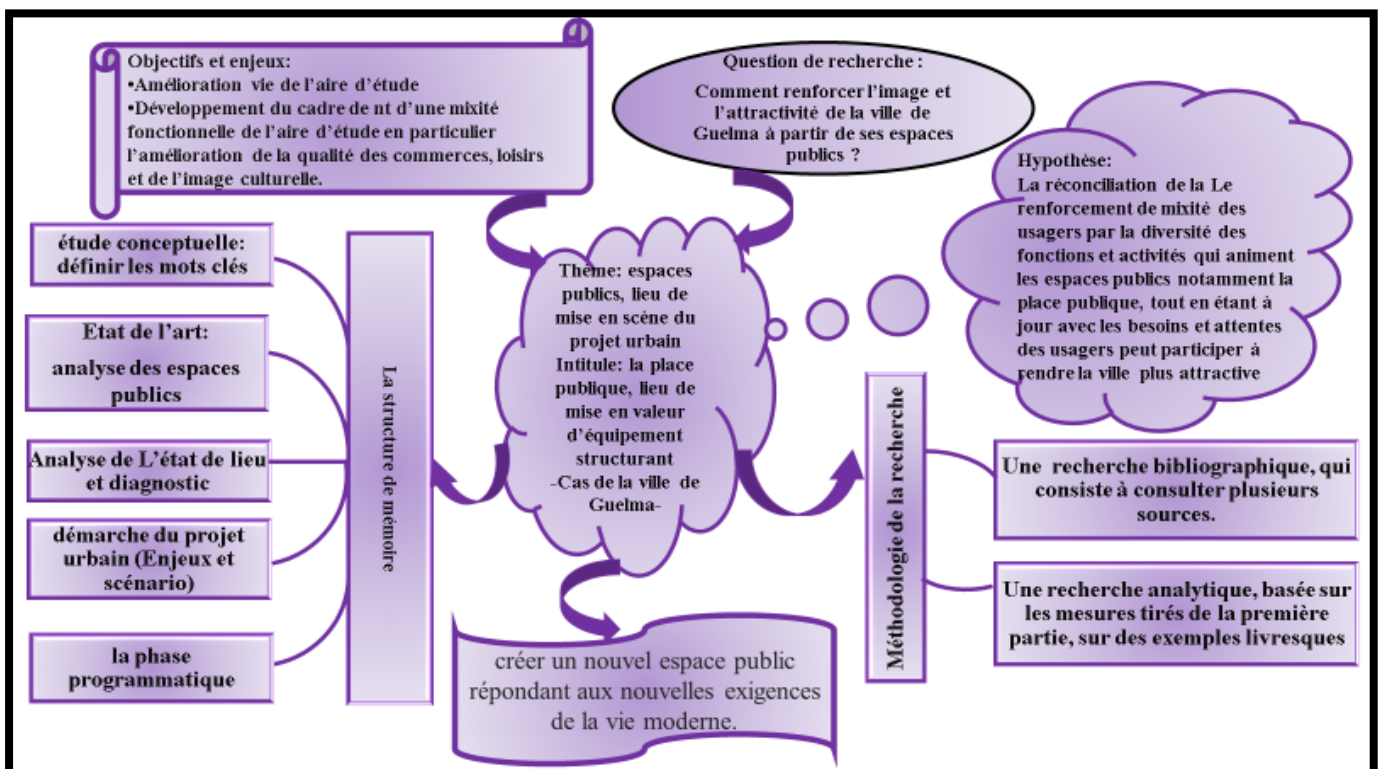 Objectifs et enjeux:
•Amélioration vie de l'aire d'étude
•Développement du cadre de nt d'une mixité
fonctionnelle de l'aire d'étude en particulier
l'amélioration de la qualité des commerces, loisirs
et de l'image culturelle.
Question de recherche :
Comment renforcer l'image et
l'attractivité de la ville de
Guelma à partir de ses espaces
publics ?
Hypothèse:
La réconciliation de la Le
renforcement de mixité des
usagers par la diversité des
fonctions et activités qui animent
les espaces publics notamment la
place publique, tout en étant à
jour avec les besoins et attentes
des usagers peut participer à
rendre la ville plus attractive
étude conceptuelle:
définir les mots clés
Etat de l'art:
analyse des espaces
publics
Analyse de L'état de lieu
et diagnostic
démarche du projet
urbain (Enjeux et
scénario)
la phase
programmatique
La structure de mémoire
Thème: espaces
publics, lieu de
mise en scène du
projet urbain
Intitule: la place
publique, lieu de
mise en valeur
d'équipement
structurant
-Cas de la ville de
Guelma-
Méthodologie de la recherche
Une recherche bibliographique, qui
consiste à consulter plusieurs
sources.
Une recherche analytique, basée sur
les mesures tirés de la première
partie, sur des exemples livresques
créer un nouvel espace public
répondant aux nouvelles exigences
de la vie moderne.